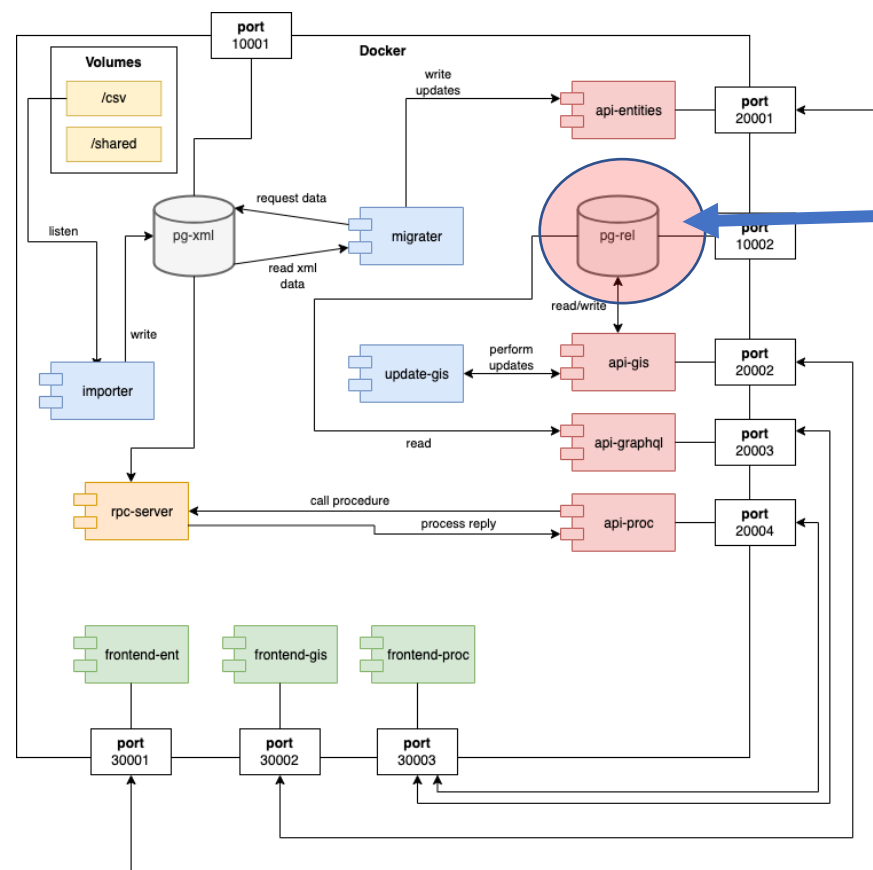 port
10001
Docker
Volumes
/csv
/shared
write
updates
api-entities
port
20001
request data
pg-xml
migrater
pg-rel
port
10002
listen
read xml
data
read/write
write
importer
perform
updates
update-gis
api-gis
port
20002
read
api-graphql
port
20003
rpc-server
call procedure
process reply
api-proc
port
20004
frontend-ent
frontend-gis
frontend-proc
port
30001
port
30002
port
30003